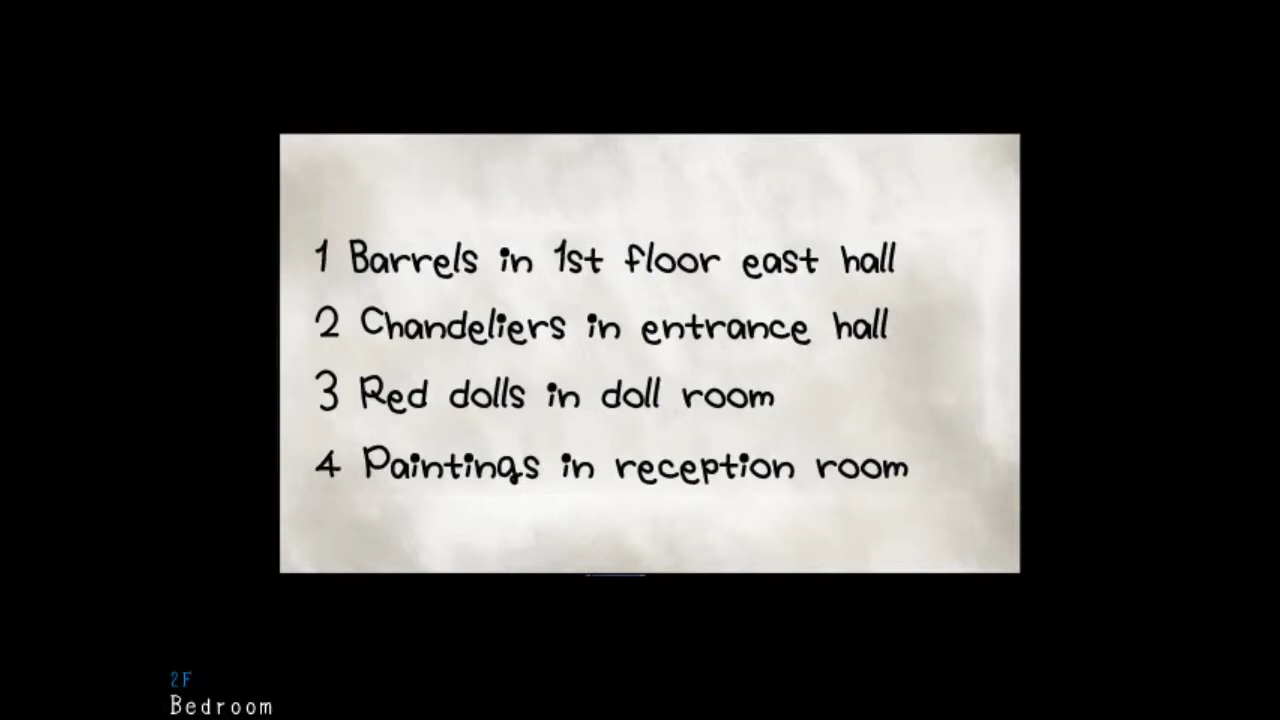 1 Barrels in 1st floor east hall
2 Chandeliers in entrance hall
3 Red dolls in doll room
4 Paintings in reception room
2F
Bedroom